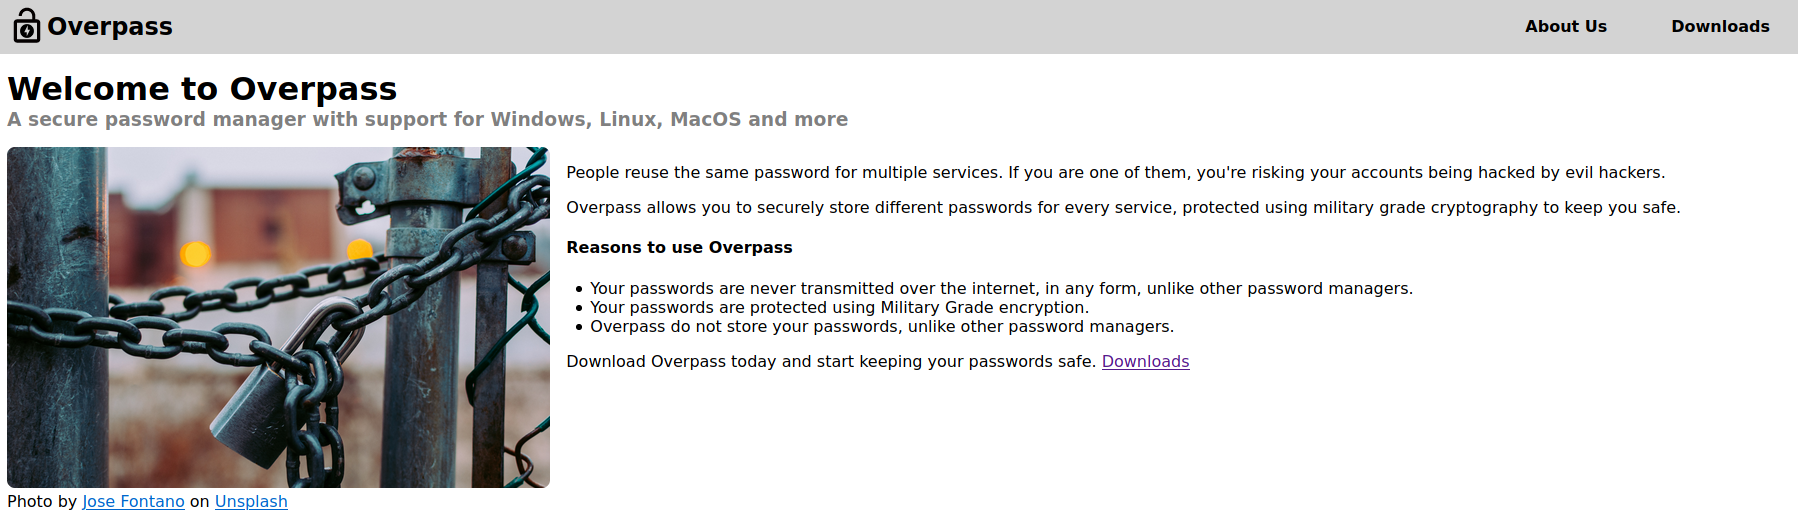 Overpass
About Us
Downloads
Welcome to Overpass
A secure password manager with support for Windows, Linux, MacOS and more
People reuse the same password for multiple services. If you are one of them, you're risking your accounts being hacked by evil hackers.
Overpass allows you to securely store different passwords for every service, protected using military grade cryptography to keep you safe.
Reasons to use Overpass
• Your passwords are never transmitted over the internet, in any form, unlike other password managers.
• Your passwords are protected using Military Grade encryption.
• Overpass do not store your passwords, unlike other password managers.
Download Overpass today and start keeping your passwords safe. Downloads
Photo by Jose Fontano on Unsplash